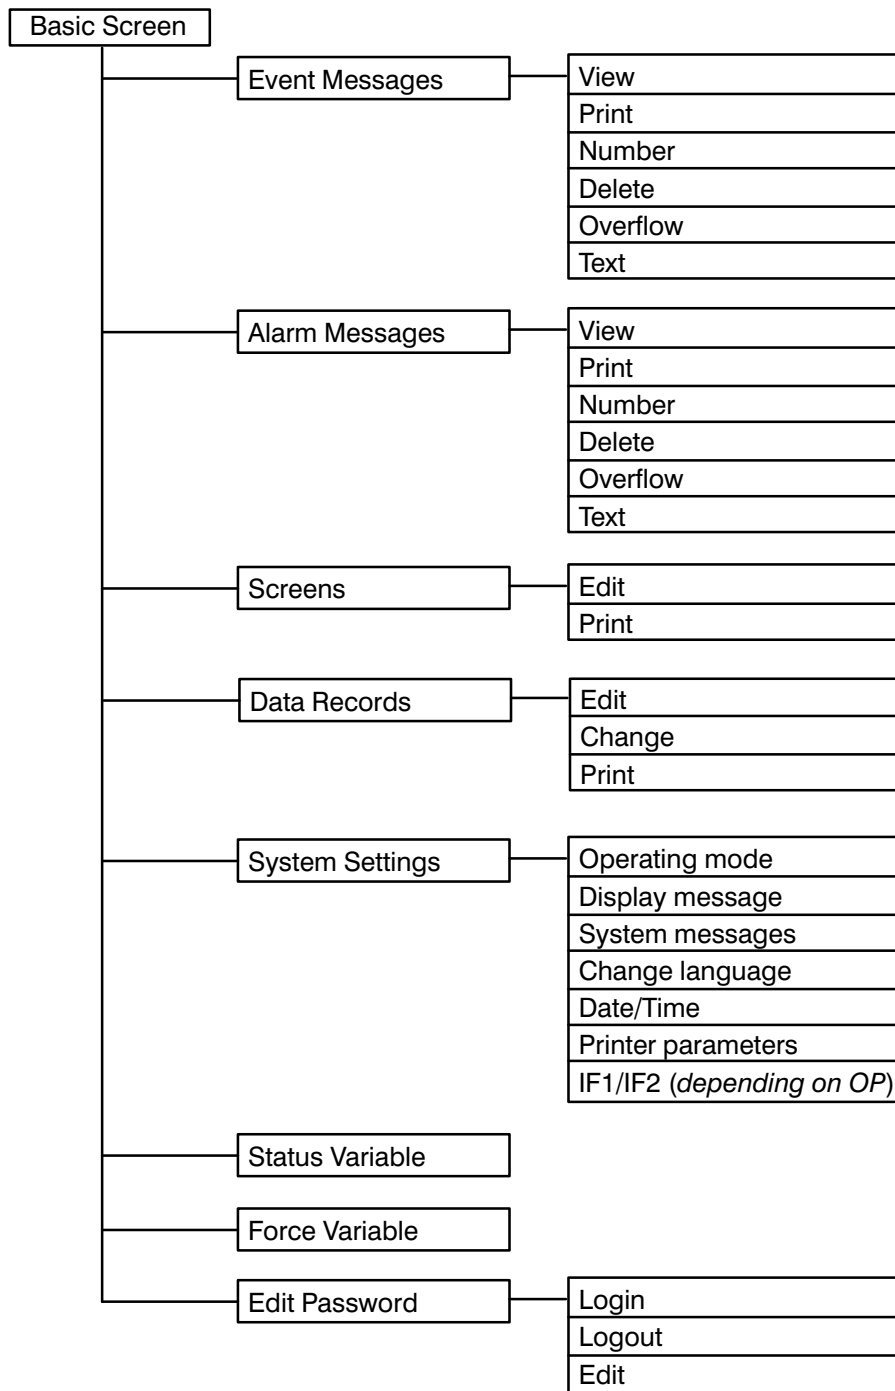 Basic Screen
Event Messages
View
Print
Number
Delete
Overflow
Text
Alarm Messages
View
Print
Number
Delete
Overflow
Text
Screens
Edit
Print
Data Records
Edit
Change
Print
System Settings
Operating mode
Display message
System messages
Change language
Date/Time
Printer parameters
IF1/IF2 (depending on OP)
Status Variable
Force Variable
Edit Password
Login
Logout
Edit